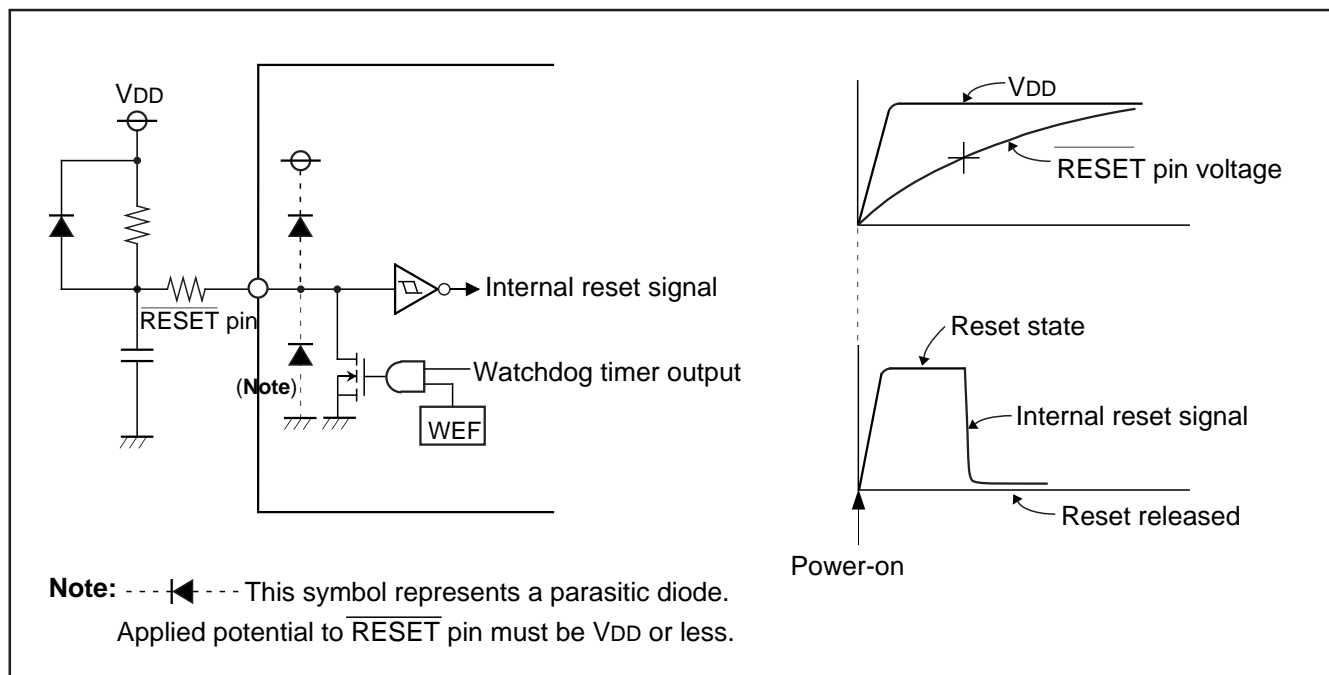 VDD
RESET pin
(Note)
Internal reset signal
Watchdog timer output
WEF
VDD
RESET pin voltage
Reset state
Internal reset signal
Reset released
Power-on
Note: This symbol represents a parasitic diode.
Applied potential to RESET pin must be VDD or less.